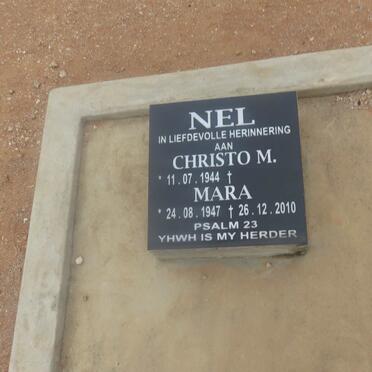 NEL
IN LIEFDEVOLLE HERINNERING
AAN
CHRISTO M.
* 11.07.1944 †
MARA
* 24.08.1947 † 26.12.2010
PSALM 23
YHWH IS MY HERDER